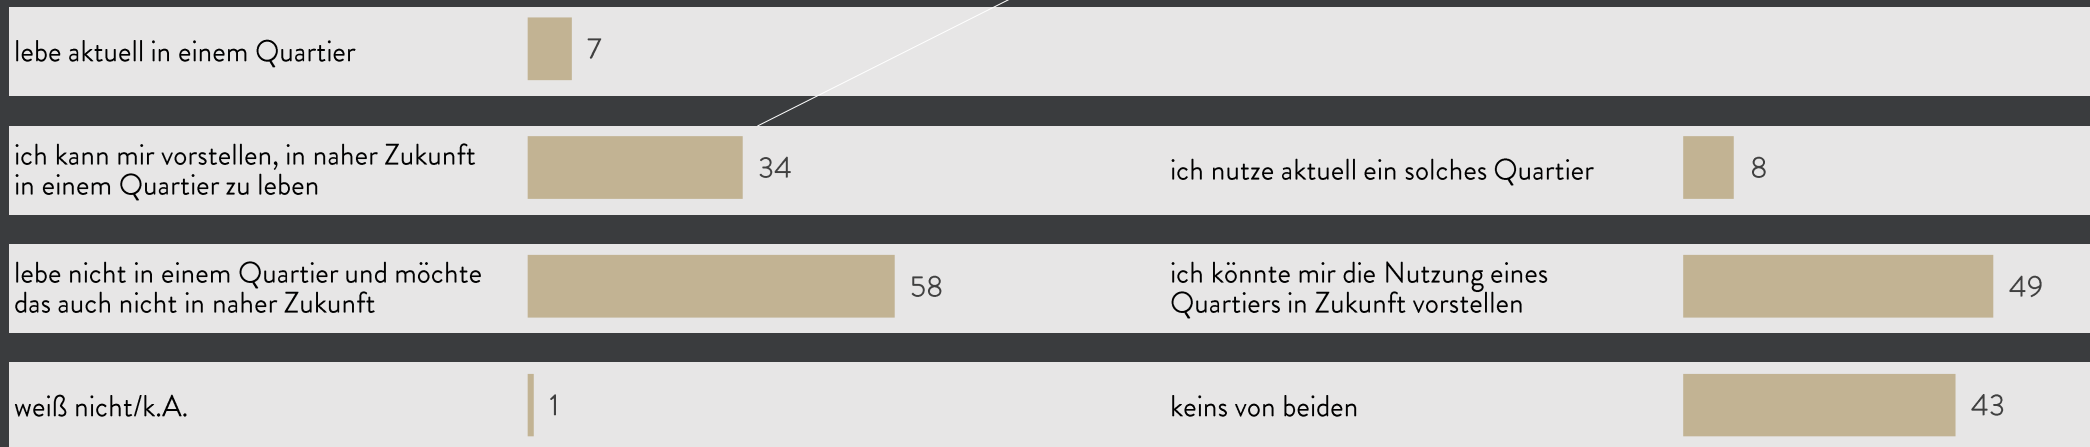 lebe aktuell in einem Quartier
7
ich kann mir vorstellen, in naher Zukunft
in einem Quartier zu leben
34
lebe nicht in einem Quartier und möchte
das auch nicht in naher Zukunft
58
weiß nicht/k.A.
1
ich nutze aktuell ein solches Quartier
8
ich könnte mir die Nutzung eines
Quartiers in Zukunft vorstellen
49
keins von beiden
43